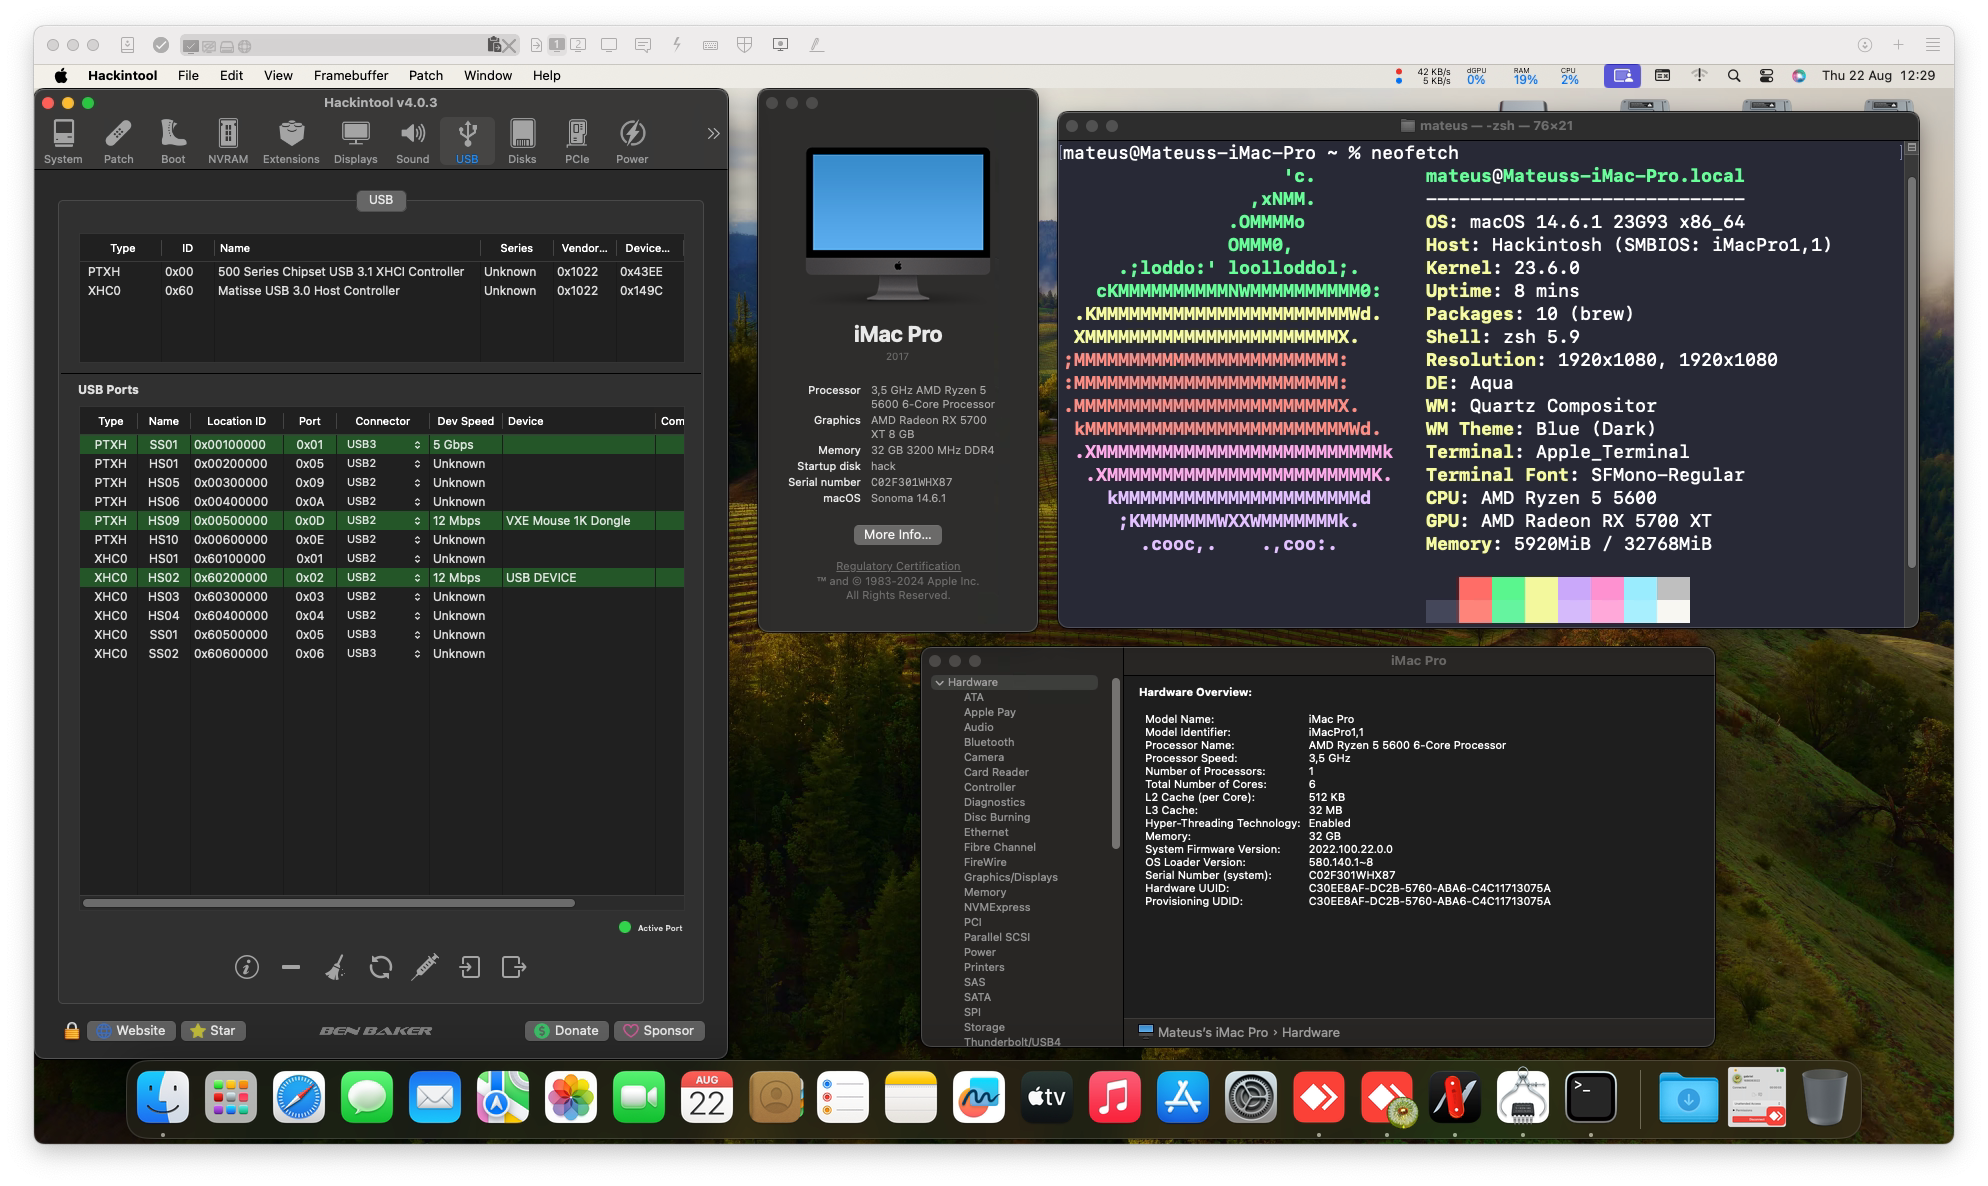 1 2
Hackintool File Edit View Framebuffer Patch Window Help
42 KB/s 5 KB/s dGPU 0% RAM 19% CPU 2% Thu 22 Aug 12:29
Hackintool v4.0.3
System Patch Boot NVRAM Extensions Displays Sound USB Disks PCIe Power
USB
Type ID Name Series Vendor... Device...
PTXH 0x00 500 Series Chipset USB 3.1 XHCI Controller Unknown 0x1022 0x43EE
XHC0 0x60 Matisse USB 3.0 Host Controller Unknown 0x1022 0x149C
USB Ports
Type Name Location ID Port Connector Dev Speed Device Com
PTXH SS01 0x00100000 0x01 USB3 5 Gbps
PTXH HS01 0x00200000 0x05 USB2 Unknown
PTXH HS05 0x00300000 0x09 USB2 Unknown
PTXH HS06 0x00400000 0x0A USB2 Unknown
PTXH HS09 0x00500000 0x0D USB2 12 Mbps VXE Mouse 1K Dongle
PTXH HS10 0x00600000 0x0E USB2 Unknown
XHC0 HS01 0x60100000 0x01 USB2 Unknown
XHC0 HS02 0x60200000 0x02 USB2 12 Mbps USB DEVICE
XHC0 HS03 0x60300000 0x03 USB2 Unknown
XHC0 HS04 0x60400000 0x04 USB2 Unknown
XHC0 SS01 0x60500000 0x05 USB3 Unknown
XHC0 SS02 0x60600000 0x06 USB3 Unknown
Active Port
Website Star BEN BAKER Donate Sponsor
iMac Pro
2017
Processor 3,5 GHz AMD Ryzen 5
5600 6-Core Processor
Graphics AMD Radeon RX 5700
XT 8 GB
Memory 32 GB 3200 MHz DDR4
Startup disk hack
Serial number C02F301WHX87
macOS Sonoma 14.6.1
More Info...
Regulatory Certification
™ and © 1983-2024 Apple Inc.
All Rights Reserved.
mateus — -zsh — 76×21
[mateus@Mateuss-iMac-Pro ~ % neofetch ]
'c. mateus@Mateuss-iMac-Pro.local
,xNMM. -----------------------------
.OMMMMo OS: macOS 14.6.1 23G93 x86_64
OMMM0, Host: Hackintosh (SMBIOS: iMacPro1,1)
.;loddo:' loolloddol;. Kernel: 23.6.0
cKMMMMMMMMMMNWMMMMMMMMMM0: Uptime: 8 mins
.KMMMMMMMMMMMMMMMMMMMMMMMWd. Packages: 10 (brew)
XMMMMMMMMMMMMMMMMMMMMMMMX. Shell: zsh 5.9
;MMMMMMMMMMMMMMMMMMMMMMMM: Resolution: 1920x1080, 1920x1080
:MMMMMMMMMMMMMMMMMMMMMMMM: DE: Aqua
.MMMMMMMMMMMMMMMMMMMMMMMMX. WM: Quartz Compositor
kMMMMMMMMMMMMMMMMMMMMMMMMWd. WM Theme: Blue (Dark)
.XMMMMMMMMMMMMMMMMMMMMMMMMMMk Terminal: Apple_Terminal
.XMMMMMMMMMMMMMMMMMMMMMMMMK. Terminal Font: SFMono-Regular
kMMMMMMMMMMMMMMMMMMMMMMd CPU: AMD Ryzen 5 5600
;KMMMMMMMWXXWMMMMMMMk. GPU: AMD Radeon RX 5700 XT
.cooc,. .,coo:. Memory: 5920MiB / 32768MiB
iMac Pro
Hardware
ATA
Apple Pay
Audio
Bluetooth
Camera
Card Reader
Controller
Diagnostics
Disc Burning
Ethernet
Fibre Channel
FireWire
Graphics/Displays
Memory
NVMExpress
PCI
Parallel SCSI
Power
Printers
SAS
SATA
SPI
Storage
Thunderbolt/USB4
Hardware Overview:
Model Name: iMac Pro
Model Identifier: iMacPro1,1
Processor Name: AMD Ryzen 5 5600 6-Core Processor
Processor Speed: 3,5 GHz
Number of Processors: 1
Total Number of Cores: 6
L2 Cache (per Core): 512 KB
L3 Cache: 32 MB
Hyper-Threading Technology: Enabled
Memory: 32 GB
System Firmware Version: 2022.100.22.0.0
OS Loader Version: 580.140.1~8
Serial Number (system): C02F301WHX87
Hardware UUID: C30EE8AF-DC2B-5760-ABA6-C4C11713075A
Provisioning UDID: C30EE8AF-DC2B-5760-ABA6-C4C11713075A
Mateus's iMac Pro › Hardware
AUG
22
tv
>_